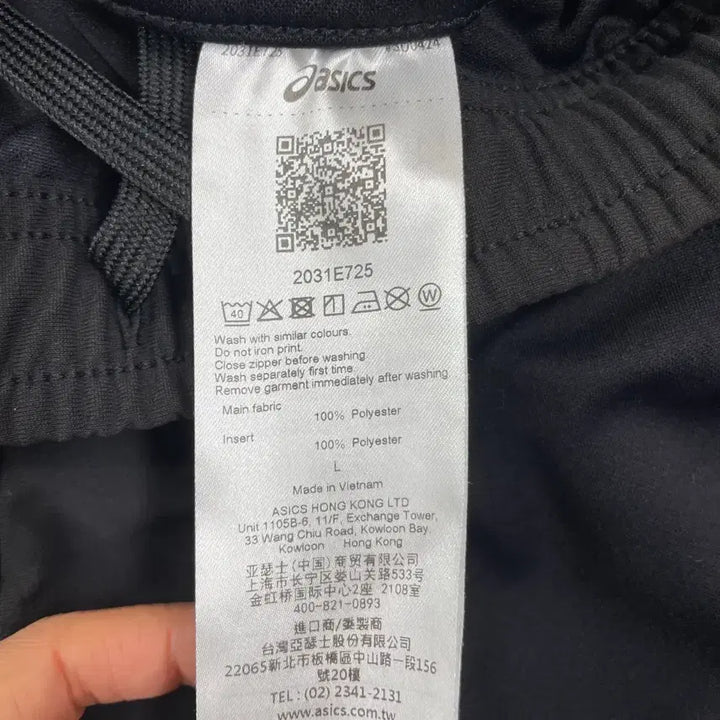 2031E725 #SU0424
asics
2031E725
40 W
Wash with similar colours.
Do not iron print.
Close zipper before washing.
Wash separately first time.
Remove garment immediately after washing
Main fabric
100% Polyester
Insert
100% Polyester
L
Made in Vietnam
ASICS HONG KONG LTD
Unit 1105B-6, 11/F, Exchange Tower,
33 Wang Chiu Road, Kowloon Bay,
Kowloon Hong Kong
亚瑟士(中国)商贸有限公司
上海市长宁区娄山关路533号
金虹桥国际中心2座 2108室
400-821-0893
進口商/委製商
台灣亞瑟士股份有限公司
22065新北市板橋區中山路一段156
號20樓
TEL: (02) 2341-2131
www.asics.com.tw